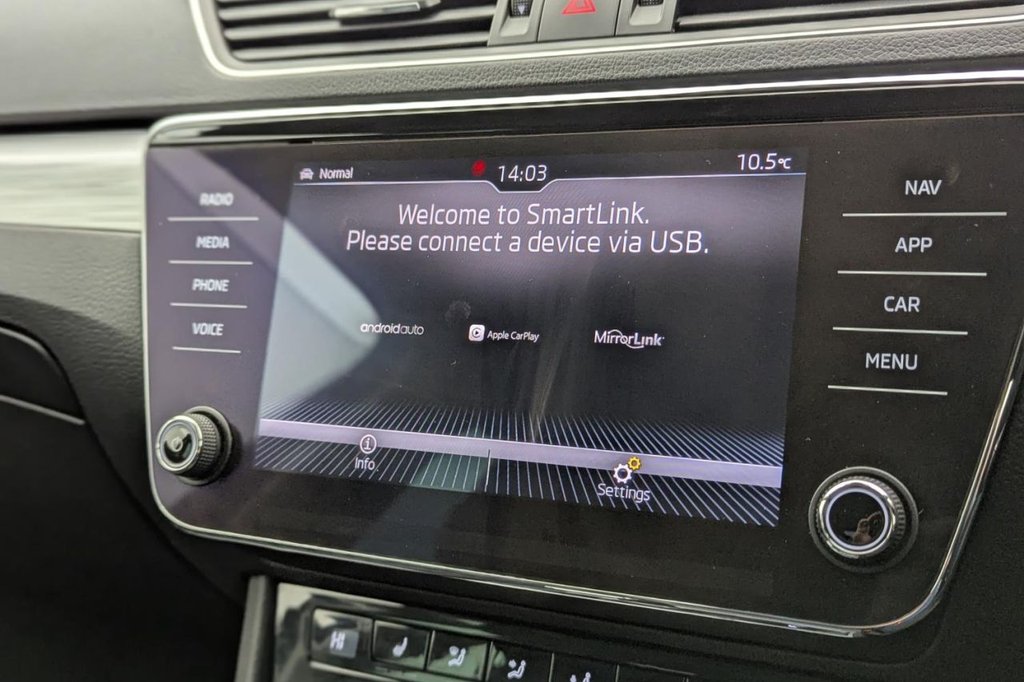 Normal
14:03
10.5°C
Welcome to SmartLink.
Please connect a device via USB.
androidauto
Apple CarPlay
MirrorLink
Info
Settings
RADIO
MEDIA
PHONE
VOICE
NAV
APP
CAR
MENU
HI